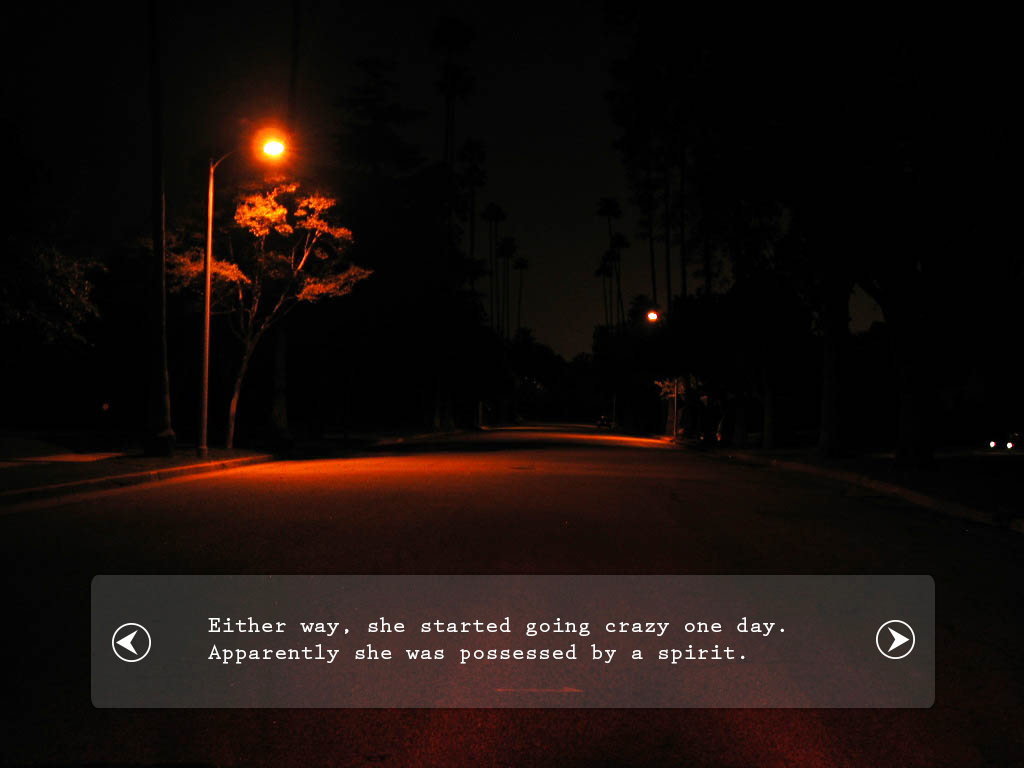 Either way, she started going crazy one day.
Apparently she was possessed by a spirit.